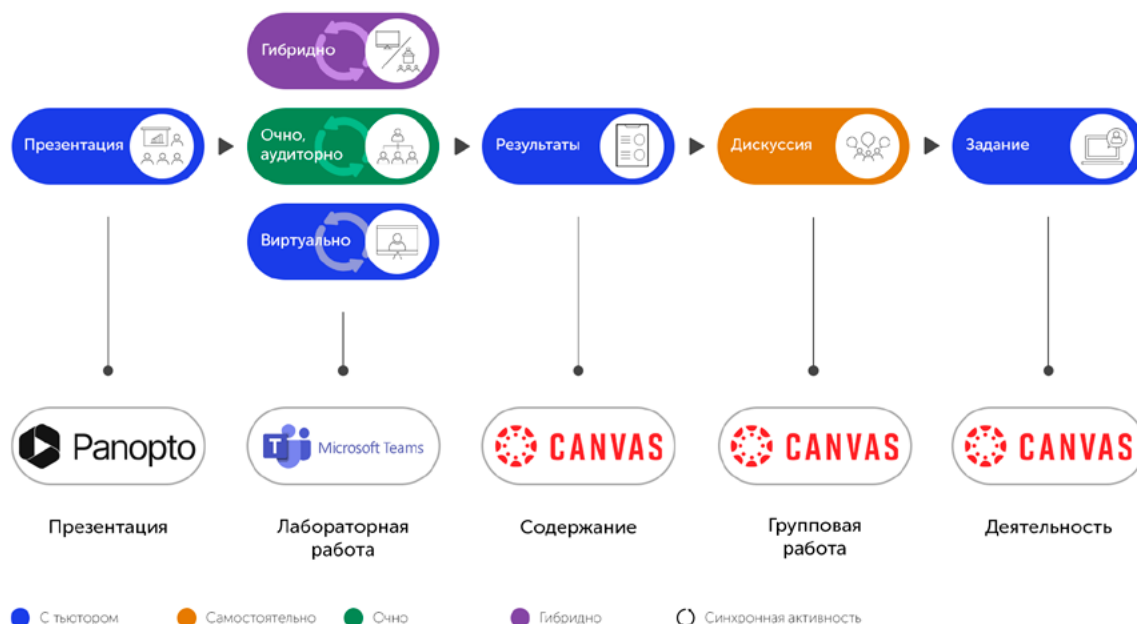 Гибридно
Презентация
Очно,
аудиторно
Результаты
Дискуссия
Задание
Виртуально
Panopto
T
Microsoft Teams
CANVAS
CANVAS
CANVAS
Презентация
Лабораторная
работа
Содержание
Групповая
работа
Деятельность
С тьютором
Самостоятельно
Очно
Гибридно
Синхронная активность